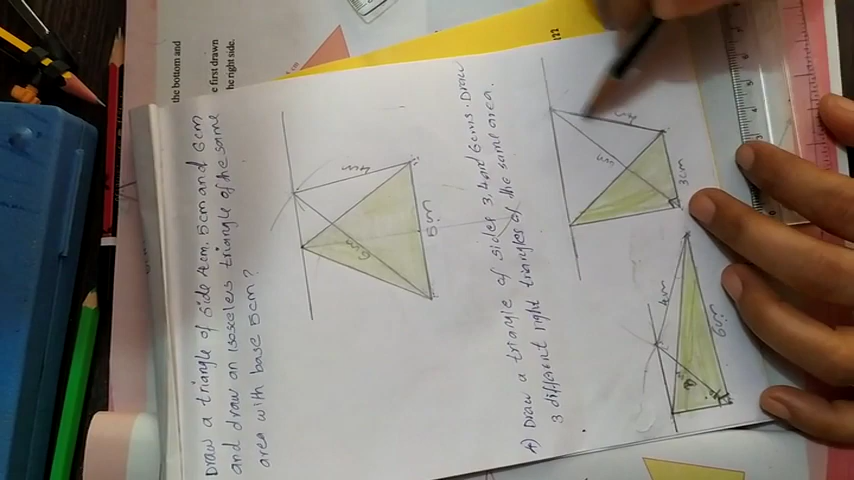 the bottom and
e first drawn
he right side.
m
Draw a triangle of side 4cm, 5cm and 6cm
and draw an isosceles triangle of the same
area with base 5cm?
4cm
6cm
5cm
4) Draw a triangle of sides 3, 4 and 6cms. Draw
3 different right triangles of the same area.
3cm
4cm
6cm